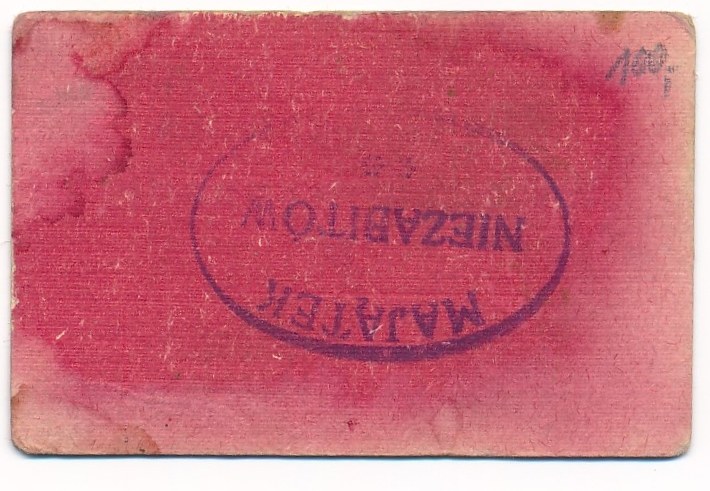 MAJĄTEK
NIEZABITÓW
100,-